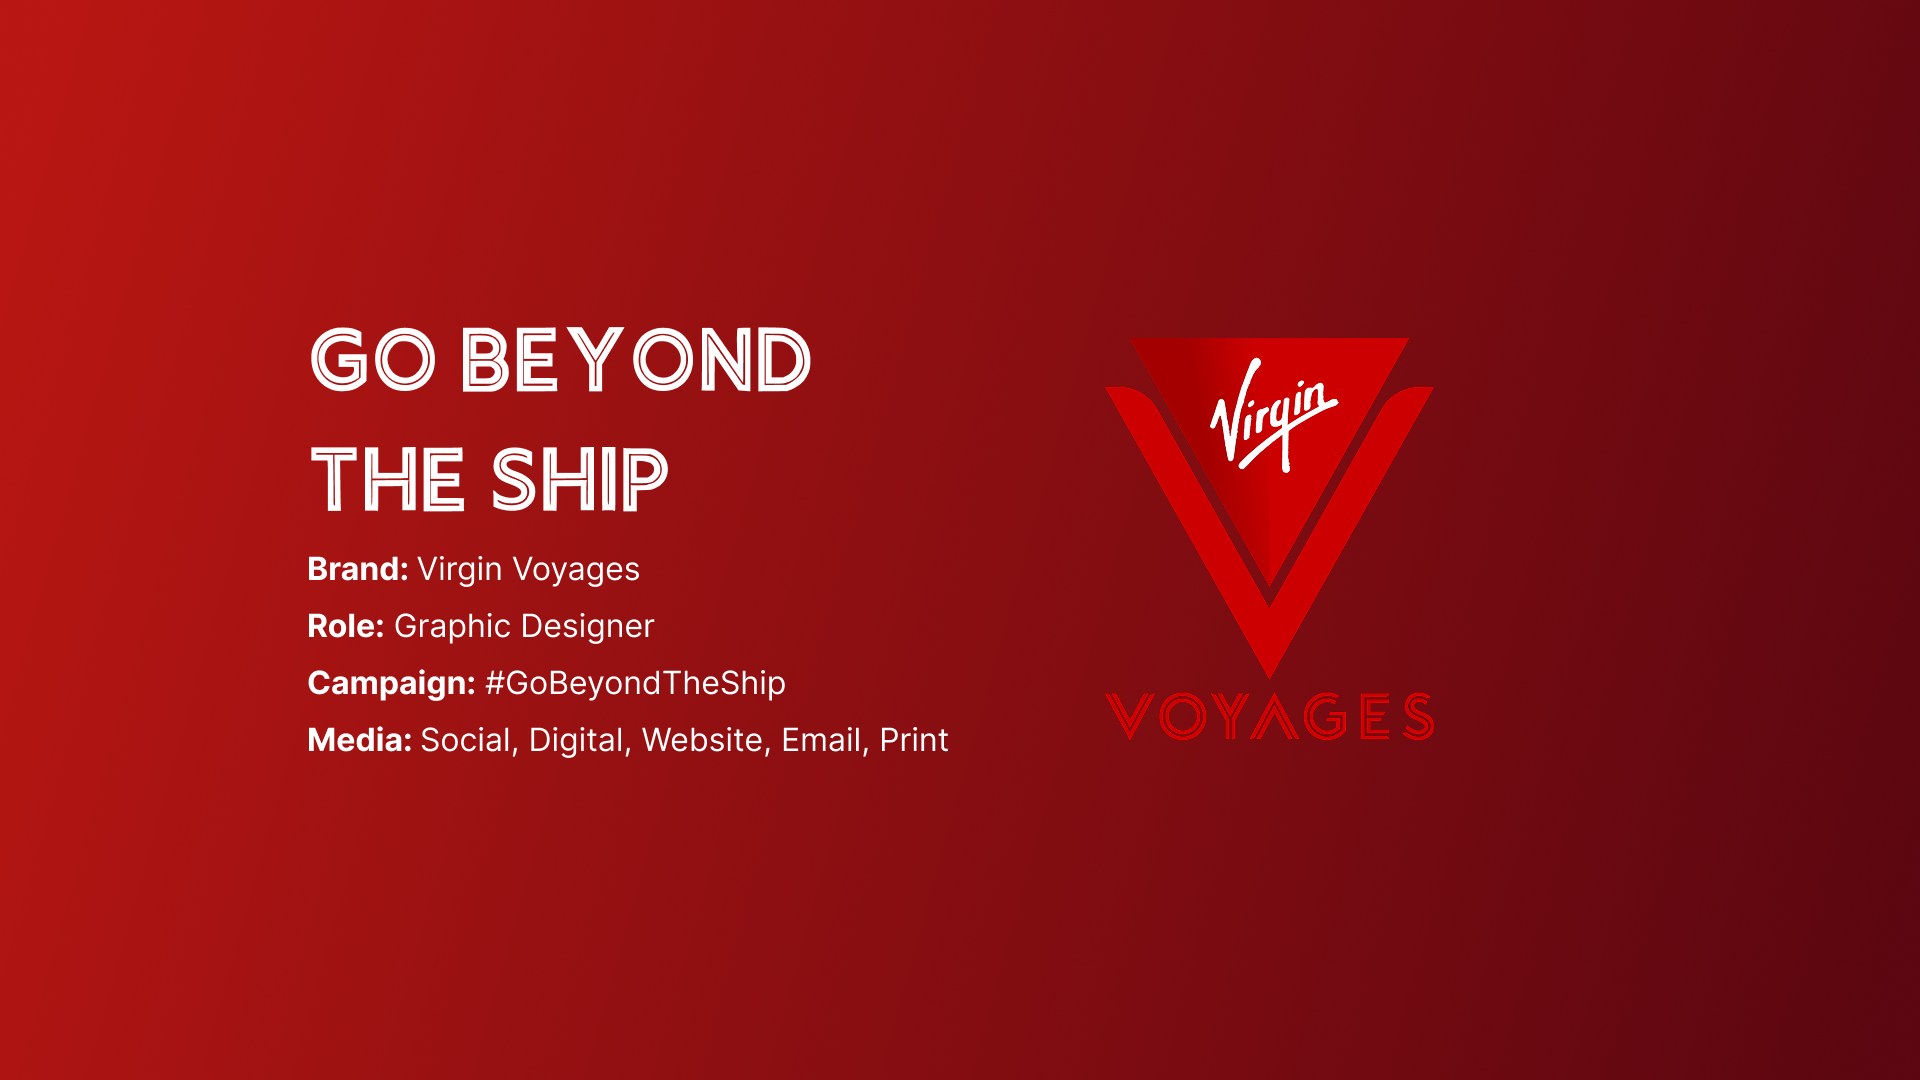 GO BEYOND
THE SHIP
Brand: Virgin Voyages
Role: Graphic Designer
Campaign: #GoBeyondTheShip
Media: Social, Digital, Website, Email, Print
Virgin
VOYAGES